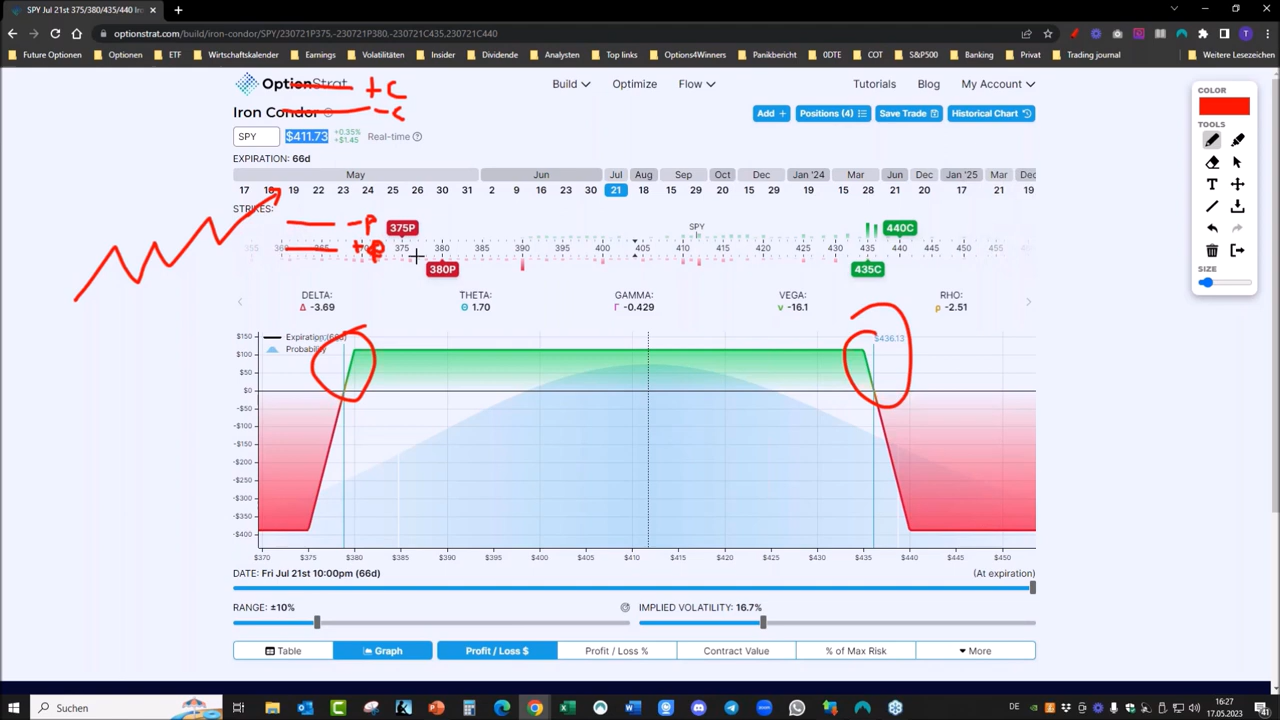 SPY Jul 21st 375/380/435/440 Iron
optionstrat.com/build/iron-condor/SPY/230721P375,-230721P380,-230721C435,230721C440
Future Optionen Optionen ETF Wirtschaftskalender Earnings Volatilitäten Insider Dividende Analysten Top links Options4Winners Panikbericht 0DTE COT S&P500 Banking Privat Trading journal Weitere Lesezeichen
OptionStrat Build Optimize Flow Tutorials Blog My Account
+C
Iron Condor Add + Positions (4) Save Trade Historical Chart
-C
SPY $411.73 +0.35% +$1.45 Real-time
EXPIRATION: 66d
May Jun Jul Aug Sep Oct Dec Jan '24 Mar Jun Jan '25 Mar Dec
17 18 19 22 23 24 25 26 30 31 2 9 16 23 30 21 18 15 29 20 15 29 19 15 28 20 17 21 19
STRIKES:
-P
+P
375P SPY 440C
355 360 365 375 380 385 390 395 400 405 410 415 420 425 430 435 440 445 450 455
380P 435C
DELTA: THETA: GAMMA: VEGA: RHO:
Δ -3.69 Θ 1.70 Γ -0.429 ν -16.1 ρ -2.51
$150 Expiration (66d) $436.13
Probability
$100
$50
$0
-$50
-$100
-$150
-$200
-$250
-$300
-$350
-$400
$370 $375 $380 $385 $390 $395 $400 $405 $410 $415 $420 $425 $430 $435 $440 $445 $450
DATE: Fri Jul 21st 10:00pm (66d) (At expiration)
RANGE: ±10% IMPLIED VOLATILITY: 16.7%
Table Graph Profit / Loss $ Profit / Loss % Contract Value % of Max Risk More
COLOR
TOOLS
T
SIZE
Suchen
DE
16:27
17.05.2023
41